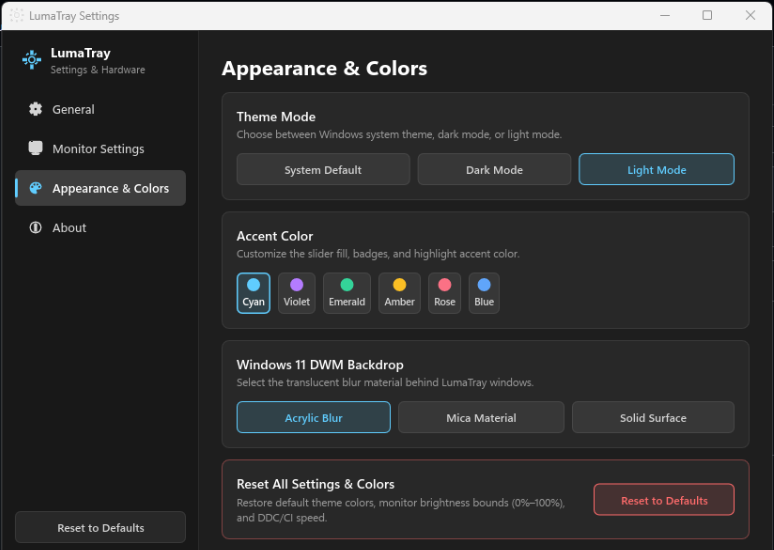 LumaTray Settings
LumaTray
Settings & Hardware
General
Monitor Settings
Appearance & Colors
About
Reset to Defaults
Appearance & Colors
Theme Mode
Choose between Windows system theme, dark mode, or light mode.
System Default
Dark Mode
Light Mode
Accent Color
Customize the slider fill, badges, and highlight accent color.
Cyan
Violet
Emerald
Amber
Rose
Blue
Windows 11 DWM Backdrop
Select the translucent blur material behind LumaTray windows.
Acrylic Blur
Mica Material
Solid Surface
Reset All Settings & Colors
Restore default theme colors, monitor brightness bounds (0%–100%),
and DDC/CI speed.
Reset to Defaults